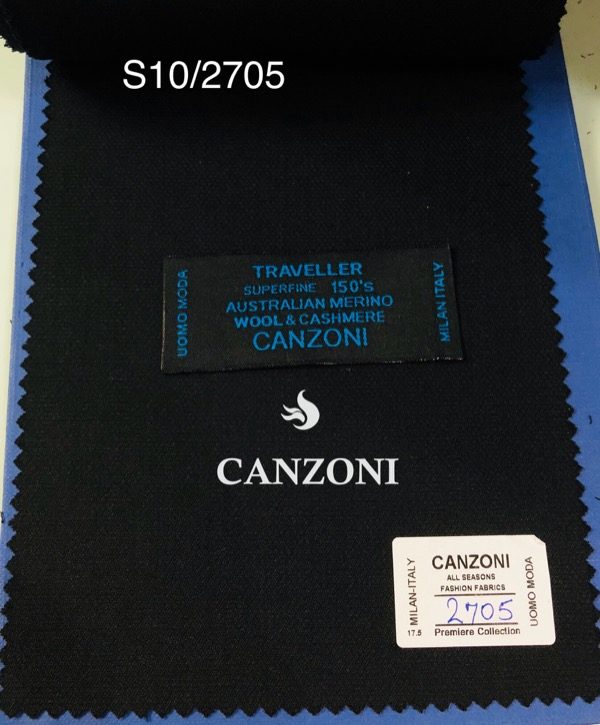 S10/2705
UOMO MODA
TRAVELLER
SUPERFINE 150's
AUSTRALIAN MERINO
WOOL & CASHMERE
CANZONI
MILAN ITALY
CANZONI
MILAN-ITALY
CANZONI
ALL SEASONS
FASHION FABRICS
2705
17.5 Premiere Collection
UOMO MODA